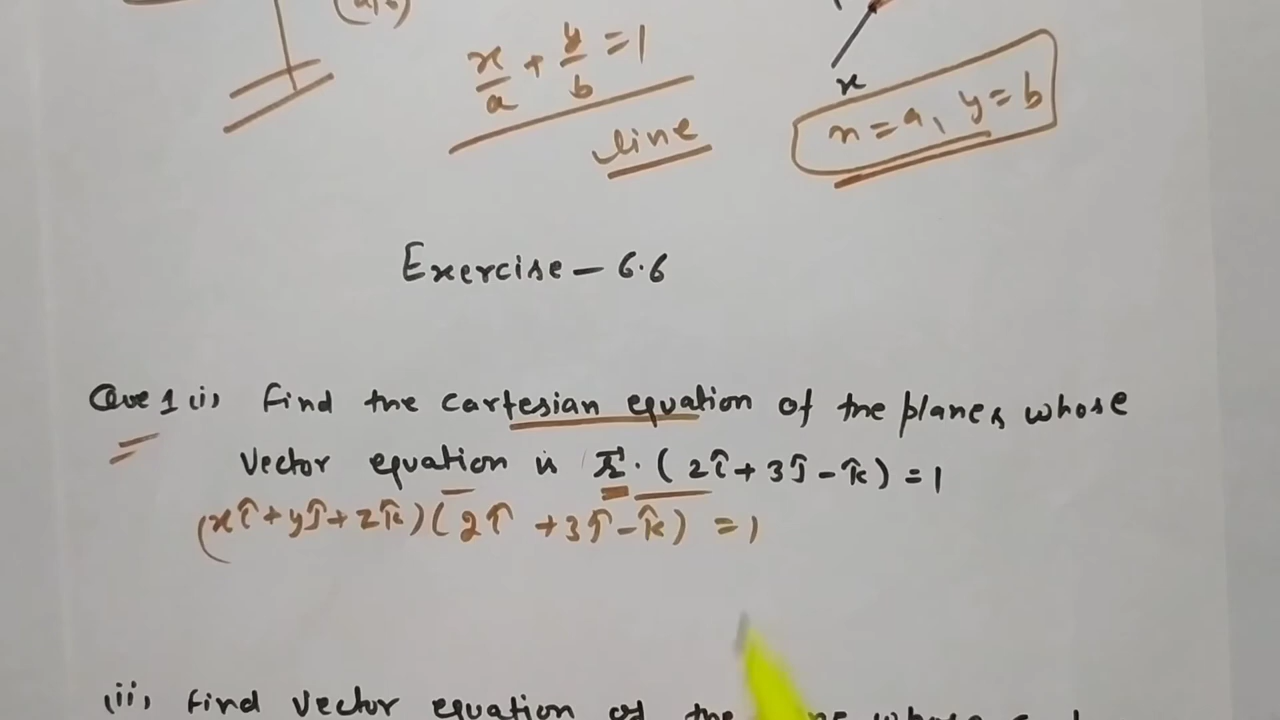 x/a + y/b = 1
line
x
x = a, y = b
Exercise - 6.6
Que 1 (i) Find the cartesian equation of the planes whose
vector equation is r⃗ · (2î + 3ĵ - k̂) = 1
(xî + yĵ + zk̂)(2î + 3ĵ - k̂) = 1
(ii) Find vector equation of the